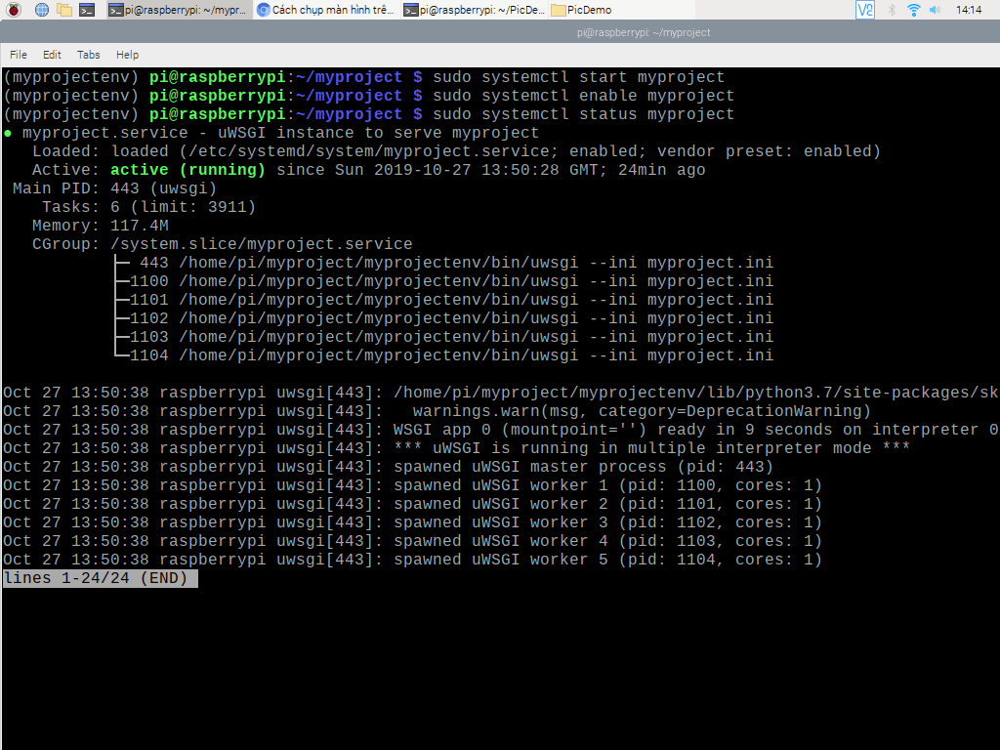 pi@raspberrypi: ~/mypr...
Cách chụp màn hình trê...
pi@raspberrypi: ~/PicDe...
PicDemo
V2
14:14
pi@raspberrypi: ~/myproject
File Edit Tabs Help
(myprojectenv) pi@raspberrypi:~/myproject $ sudo systemctl start myproject
(myprojectenv) pi@raspberrypi:~/myproject $ sudo systemctl enable myproject
(myprojectenv) pi@raspberrypi:~/myproject $ sudo systemctl status myproject
● myproject.service - uWSGI instance to serve myproject
   Loaded: loaded (/etc/systemd/system/myproject.service; enabled; vendor preset: enabled)
   Active: active (running) since Sun 2019-10-27 13:50:28 GMT; 24min ago
 Main PID: 443 (uwsgi)
    Tasks: 6 (limit: 3911)
   Memory: 117.4M
   CGroup: /system.slice/myproject.service
           ├─ 443 /home/pi/myproject/myprojectenv/bin/uwsgi --ini myproject.ini
           ├─1100 /home/pi/myproject/myprojectenv/bin/uwsgi --ini myproject.ini
           ├─1101 /home/pi/myproject/myprojectenv/bin/uwsgi --ini myproject.ini
           ├─1102 /home/pi/myproject/myprojectenv/bin/uwsgi --ini myproject.ini
           ├─1103 /home/pi/myproject/myprojectenv/bin/uwsgi --ini myproject.ini
           └─1104 /home/pi/myproject/myprojectenv/bin/uwsgi --ini myproject.ini
Oct 27 13:50:38 raspberrypi uwsgi[443]: /home/pi/myproject/myprojectenv/lib/python3.7/site-packages/sk
Oct 27 13:50:38 raspberrypi uwsgi[443]:   warnings.warn(msg, category=DeprecationWarning)
Oct 27 13:50:38 raspberrypi uwsgi[443]: WSGI app 0 (mountpoint='') ready in 9 seconds on interpreter 0
Oct 27 13:50:38 raspberrypi uwsgi[443]: *** uWSGI is running in multiple interpreter mode ***
Oct 27 13:50:38 raspberrypi uwsgi[443]: spawned uWSGI master process (pid: 443)
Oct 27 13:50:38 raspberrypi uwsgi[443]: spawned uWSGI worker 1 (pid: 1100, cores: 1)
Oct 27 13:50:38 raspberrypi uwsgi[443]: spawned uWSGI worker 2 (pid: 1101, cores: 1)
Oct 27 13:50:38 raspberrypi uwsgi[443]: spawned uWSGI worker 3 (pid: 1102, cores: 1)
Oct 27 13:50:38 raspberrypi uwsgi[443]: spawned uWSGI worker 4 (pid: 1103, cores: 1)
Oct 27 13:50:38 raspberrypi uwsgi[443]: spawned uWSGI worker 5 (pid: 1104, cores: 1)
lines 1-24/24 (END)